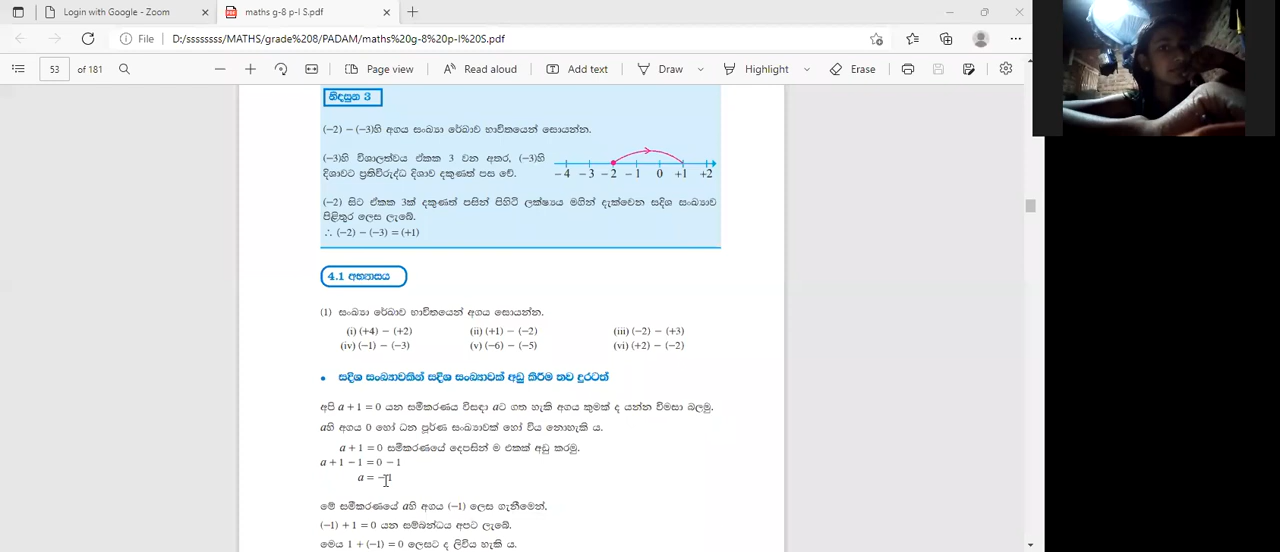 Login with Google - Zoom
maths g-8 p-I S.pdf
File
D:/ssssssss/MATHS/grade%208/PADAM/maths%20g-8%20p-I%20S.pdf
53 of 181
Page view
Read aloud
Add text
Draw
Highlight
Erase
නිදසුන 3
(−2) − (−3)හි අගය සංඛ්‍යා රේඛාව භාවිතයෙන් සොයන්න.
(−3)හි විශාලත්වය ඒකක 3 වන අතර, (−3)හි
දිශාවට ප්‍රතිවිරුද්ධ දිශාව දකුණත් පස වේ.
− 4 − 3 − 2 − 1 0 +1 +2
(−2) සිට ඒකක 3ක් දකුණත් පසින් පිහිටි ලක්ෂ්‍යය මගින් දැක්වෙන සදිශ සංඛ්‍යාව
පිළිතුර ලෙස ලැබේ.
∴ (−2) − (−3) = (+1)
4.1 අභ්‍යාසය
(1) සංඛ්‍යා රේඛාව භාවිතයෙන් අගය සොයන්න.
(i) (+4) − (+2) (ii) (+1) − (−2) (iii) (−2) − (+3)
(iv) (−1) − (−3) (v) (−6) − (−5) (vi) (+2) − (−2)
• සදිශ සංඛ්‍යාවකින් සදිශ සංඛ්‍යාවක් අඩු කිරීම තව දුරටත්
අපි a + 1 = 0 යන සමීකරණය විසඳා aට ගත හැකි අගය කුමක් ද යන්න විමසා බලමු.
aහි අගය 0 හෝ ධන පූර්ණ සංඛ්‍යාවක් හෝ විය නොහැකි ය.
a + 1 = 0 සමීකරණයේ දෙපසින් ම එකක් අඩු කරමු.
a + 1 − 1 = 0 − 1
a = −1
මේ සමීකරණයේ aහි අගය (−1) ලෙස ගැනීමෙන්,
(−1) + 1 = 0 යන සම්බන්ධය අපට ලැබේ.
මෙය 1 + (−1) = 0 ලෙසට ද ලිවිය හැකි ය.